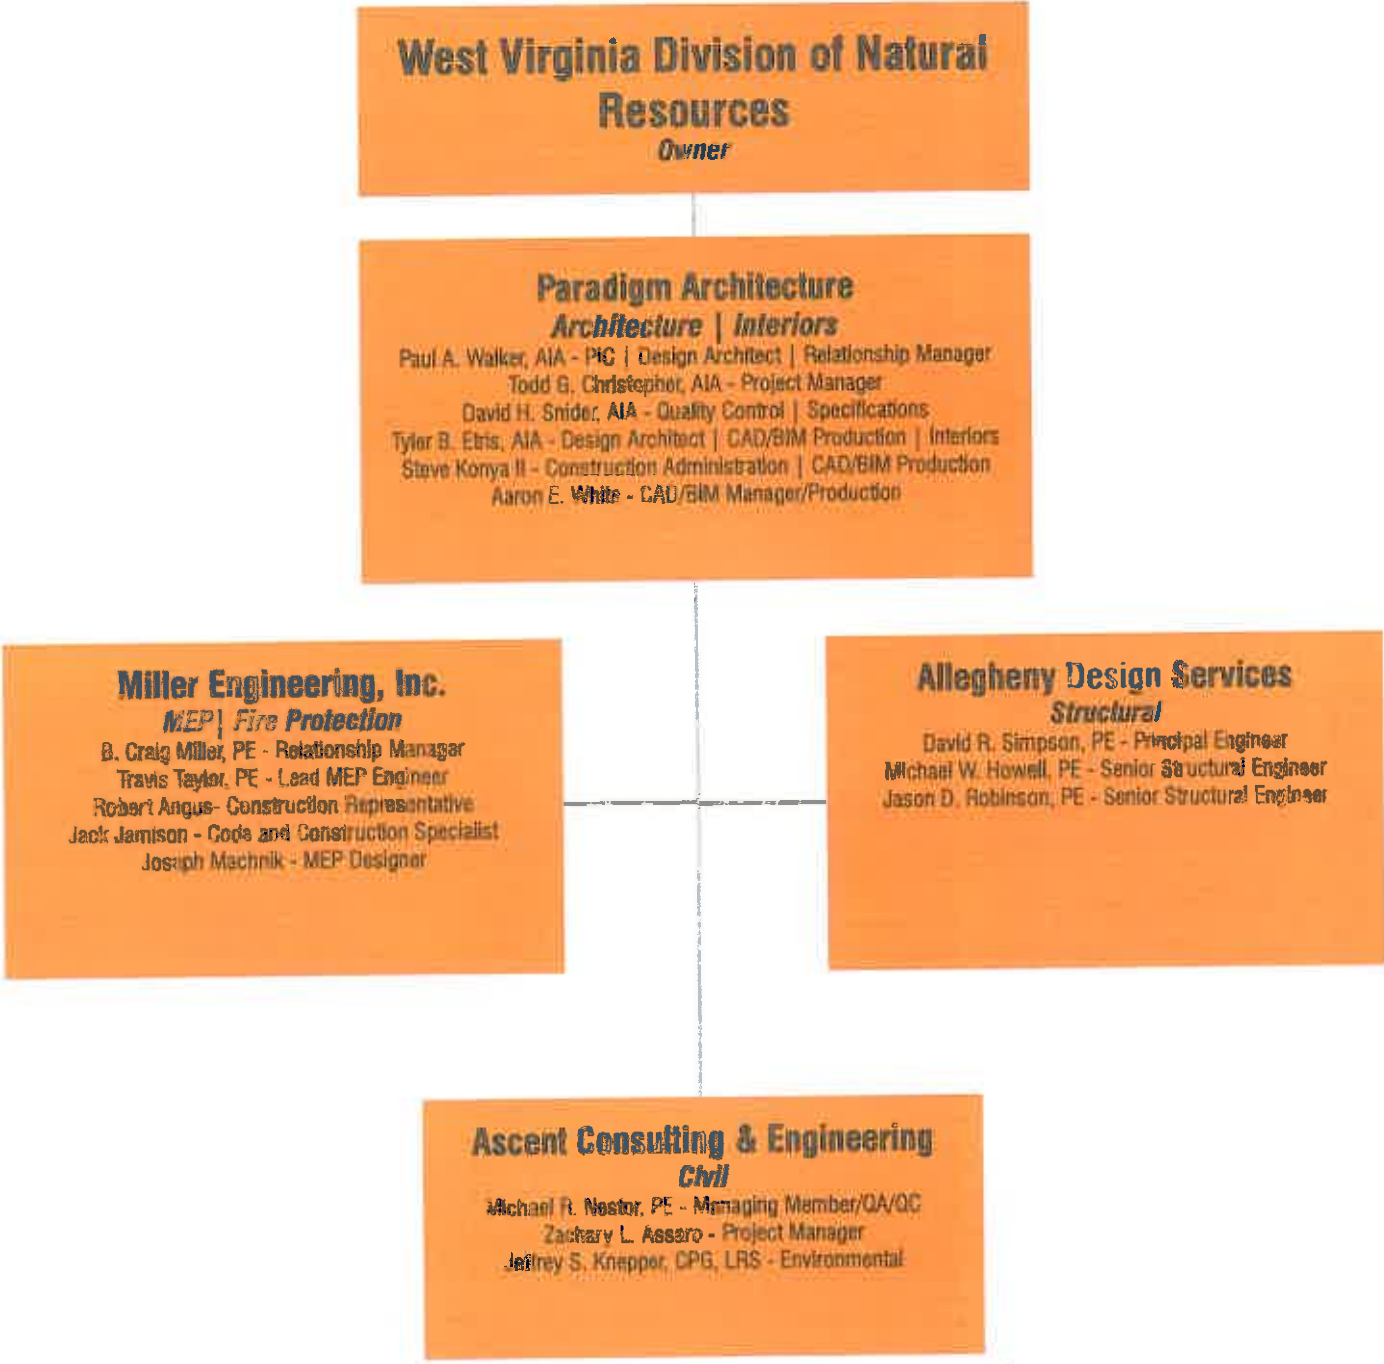 West Virginia Division of Natural
Resources
Owner
Paradigm Architecture
Architecture | Interiors
Paul A. Walker, AIA - PIC | Design Architect | Relationship Manager
Todd G. Christopher, AIA - Project Manager
David H. Snider, AIA - Quality Control | Specifications
Tyler B. Etris, AIA - Design Architect | CAD/BIM Production | Interiors
Steve Konya II - Construction Administration | CAD/BIM Production
Aaron E. White - CAD/BIM Manager/Production
Miller Engineering, Inc.
MEP| Fire Protection
B. Craig Miller, PE - Relationship Manager
Travis Taylor, PE - Lead MEP Engineer
Robert Angus- Construction Representative
Jack Jamison - Code and Construction Specialist
Joseph Machnik - MEP Designer
Allegheny Design Services
Structural
David R. Simpson, PE - Principal Engineer
Michael W. Howell, PE - Senior Structural Engineer
Jason D. Robinson, PE - Senior Structural Engineer
Ascent Consulting & Engineering
Civil
Michael R. Nestor, PE - Managing Member/QA/QC
Zachary L. Assaro - Project Manager
Jeffrey S. Knepper, CPG, LRS - Environmental